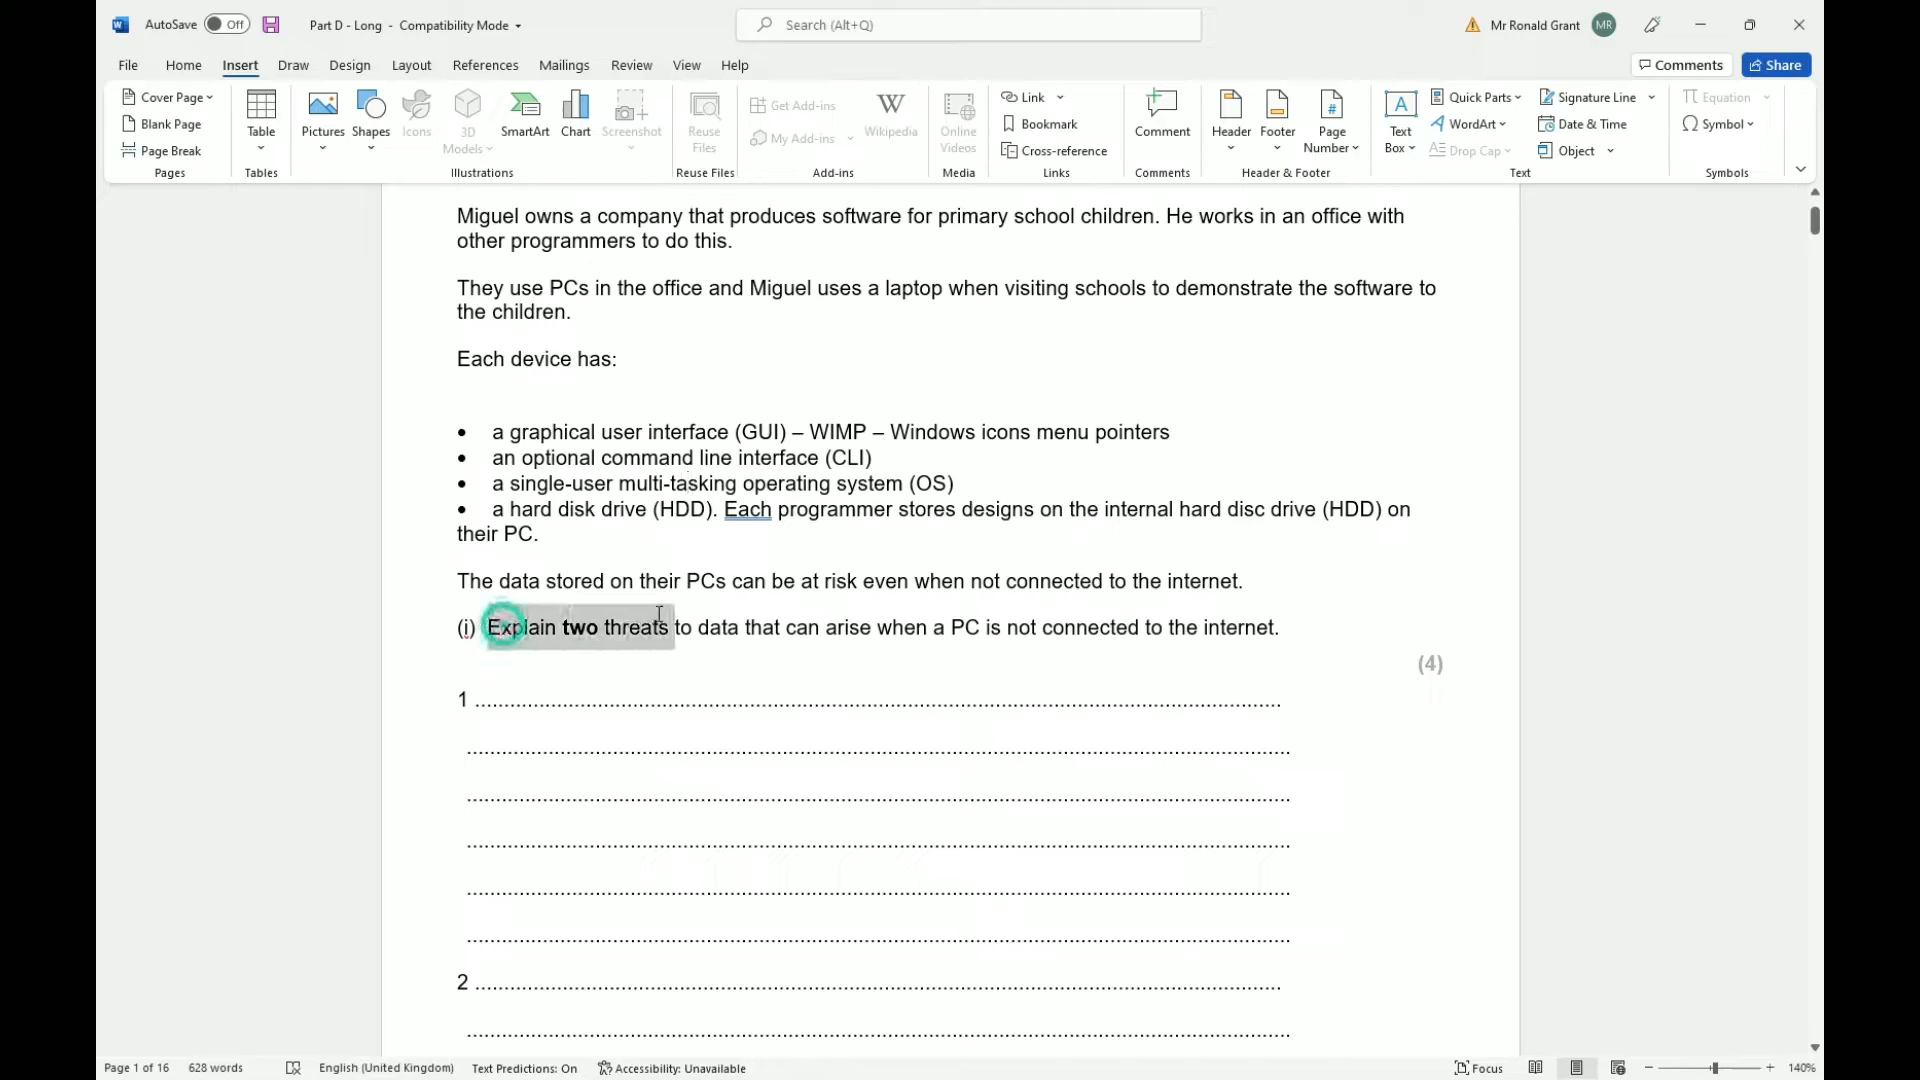 AutoSave Off Part D - Long - Compatibility Mode Search (Alt+Q) Mr Ronald Grant MR
File Home Insert Draw Design Layout References Mailings Review View Help Comments Share
Cover Page
Blank Page
Page Break
Pages
Table
Tables
Pictures Shapes Icons 3D Models SmartArt Chart Screenshot
Illustrations
Reuse Files
Reuse Files
Get Add-ins
My Add-ins
Wikipedia
Add-ins
Online Videos
Media
Link
Bookmark
Cross-reference
Links
Comment
Comments
Header Footer Page Number
Header & Footer
Text Box
Quick Parts
WordArt
Drop Cap
Signature Line
Date & Time
Object
Text
Equation
Symbol
Symbols
Miguel owns a company that produces software for primary school children. He works in an office with
other programmers to do this.
They use PCs in the office and Miguel uses a laptop when visiting schools to demonstrate the software to
the children.
Each device has:
• a graphical user interface (GUI) – WIMP – Windows icons menu pointers
• an optional command line interface (CLI)
• a single-user multi-tasking operating system (OS)
• a hard disk drive (HDD). Each programmer stores designs on the internal hard disc drive (HDD) on
their PC.
The data stored on their PCs can be at risk even when not connected to the internet.
(i) Explain two threats to data that can arise when a PC is not connected to the internet.
(4)
1
2
Page 1 of 16 628 words English (United Kingdom) Text Predictions: On Accessibility: Unavailable Focus 140%